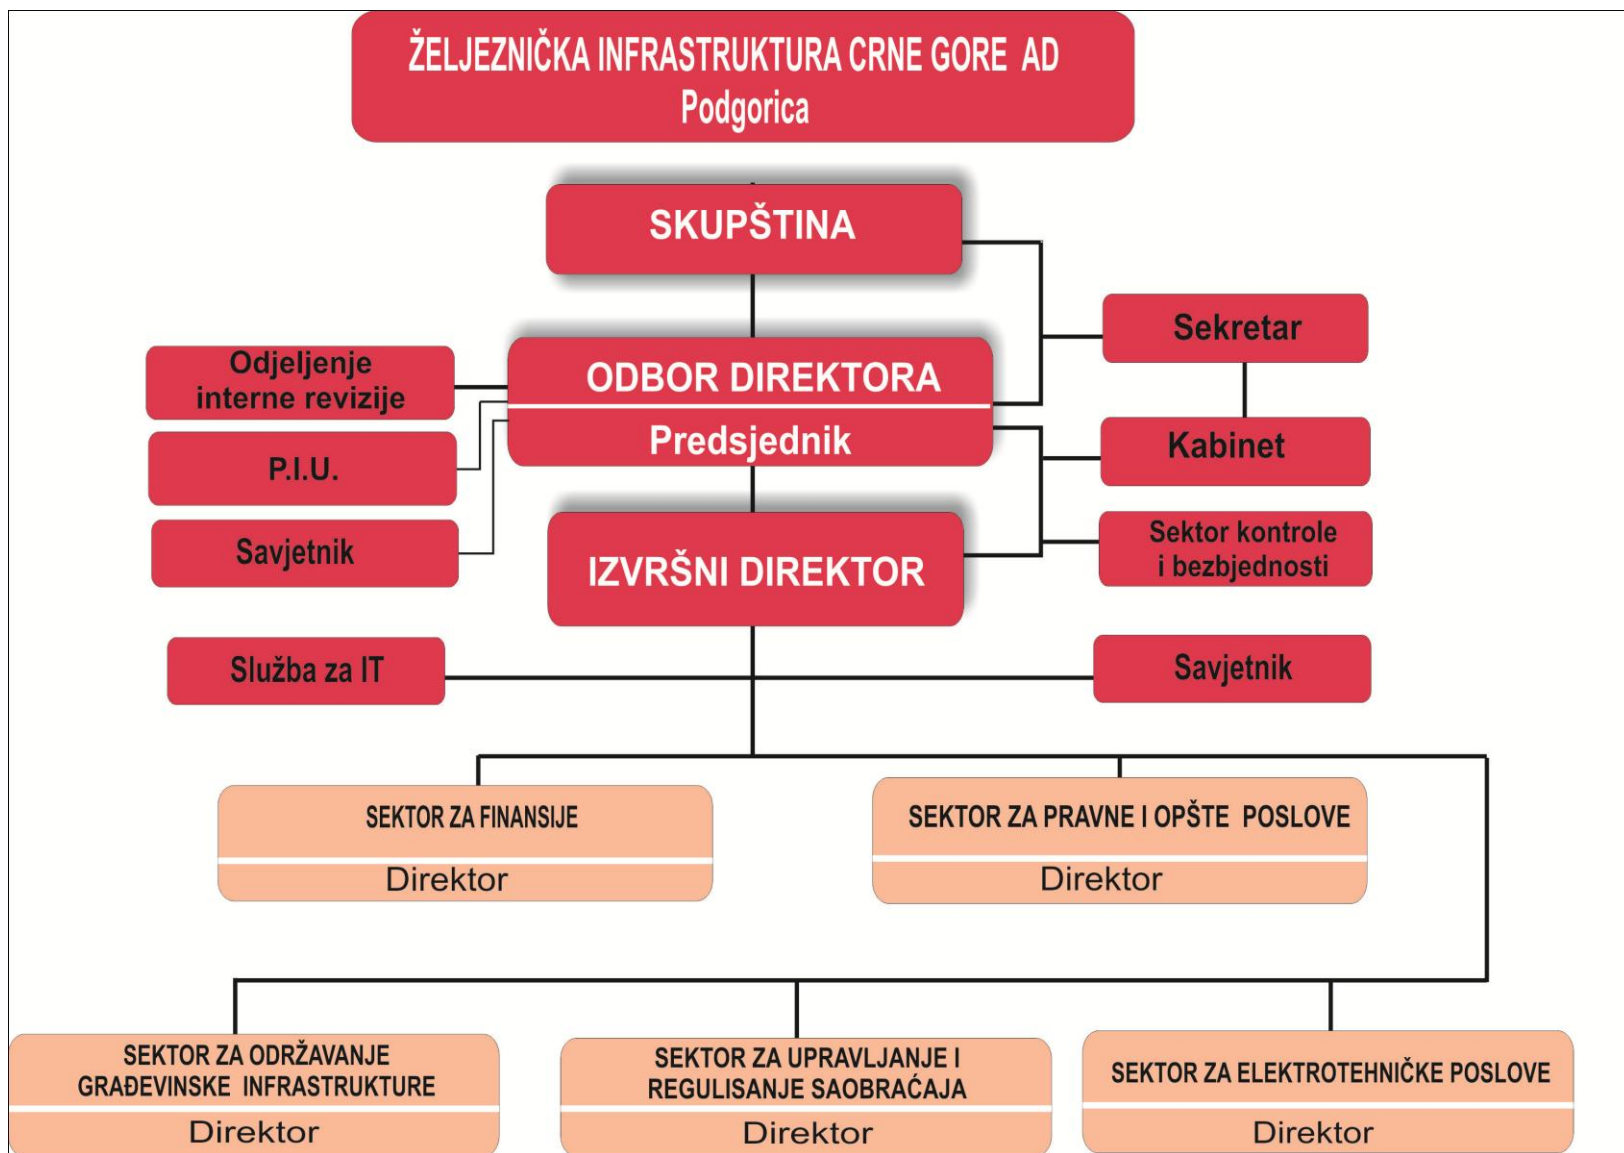 ŽELJEZNIČKA INFRASTRUKTURA CRNE GORE AD
Podgorica
SKUPŠTINA
Sekretar
Odjeljenje
interne revizije
ODBOR DIREKTORA
Predsjednik
Kabinet
P.I.U.
Savjetnik
IZVRŠNI DIREKTOR
Sektor kontrole
i bezbjednosti
Služba za IT
Savjetnik
SEKTOR ZA FINANSIJE
Direktor
SEKTOR ZA PRAVNE I OPŠTE POSLOVE
Direktor
SEKTOR ZA ODRŽAVANJE
GRAĐEVINSKE INFRASTRUKTURE
Direktor
SEKTOR ZA UPRAVLJANJE I
REGULISANJE SAOBRAĆAJA
Direktor
SEKTOR ZA ELEKTROTEHNIČKE POSLOVE
Direktor